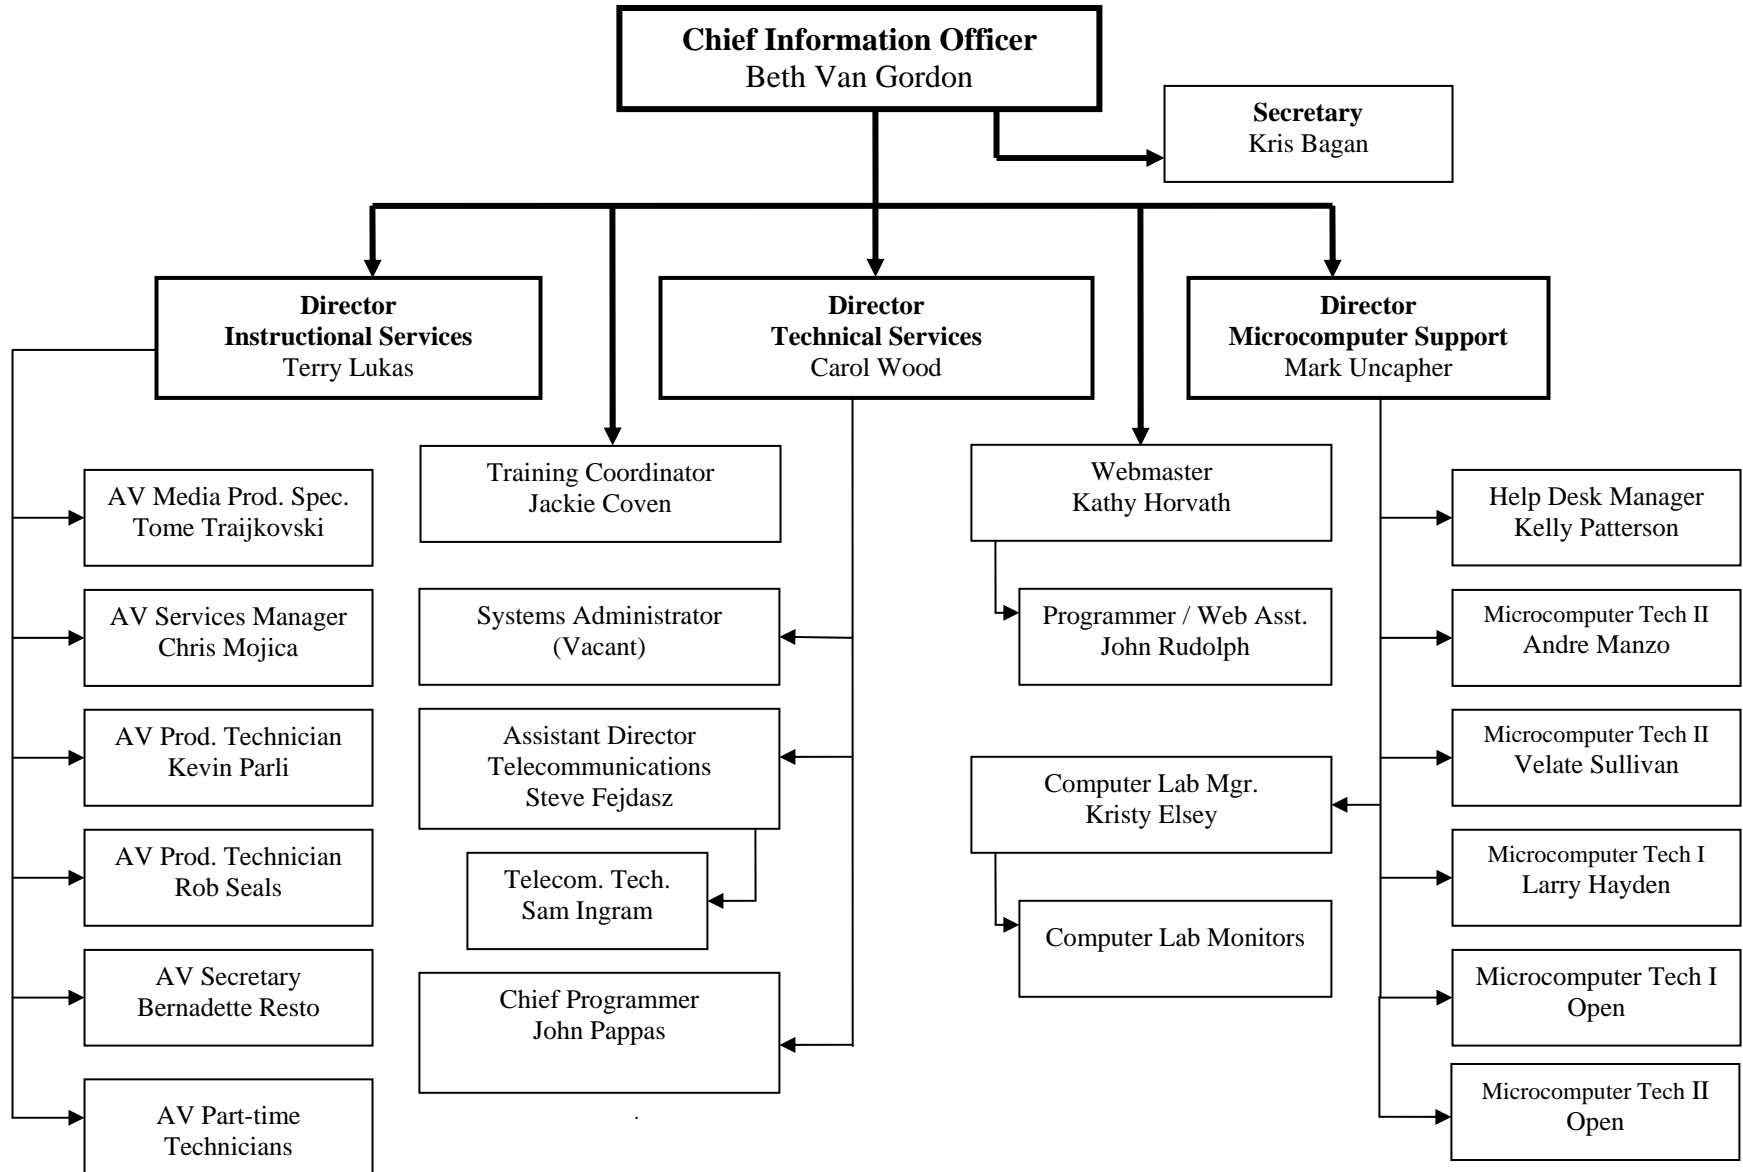 Chief Information Officer
Beth Van Gordon
Secretary
Kris Bagan
Director
Instructional Services
Terry Lukas
Director
Technical Services
Carol Wood
Director
Microcomputer Support
Mark Uncapher
AV Media Prod. Spec.
Tome Traijkovski
AV Services Manager
Chris Mojica
AV Prod. Technician
Kevin Parli
AV Prod. Technician
Rob Seals
AV Secretary
Bernadette Resto
AV Part-time
Technicians
Training Coordinator
Jackie Coven
Systems Administrator
(Vacant)
Assistant Director
Telecommunications
Steve Fejdasz
Telecom. Tech.
Sam Ingram
Chief Programmer
John Pappas
Webmaster
Kathy Horvath
Programmer / Web Asst.
John Rudolph
Computer Lab Mgr.
Kristy Elsey
Computer Lab Monitors
Help Desk Manager
Kelly Patterson
Microcomputer Tech II
Andre Manzo
Microcomputer Tech II
Velate Sullivan
Microcomputer Tech I
Larry Hayden
Microcomputer Tech I
Open
Microcomputer Tech II
Open